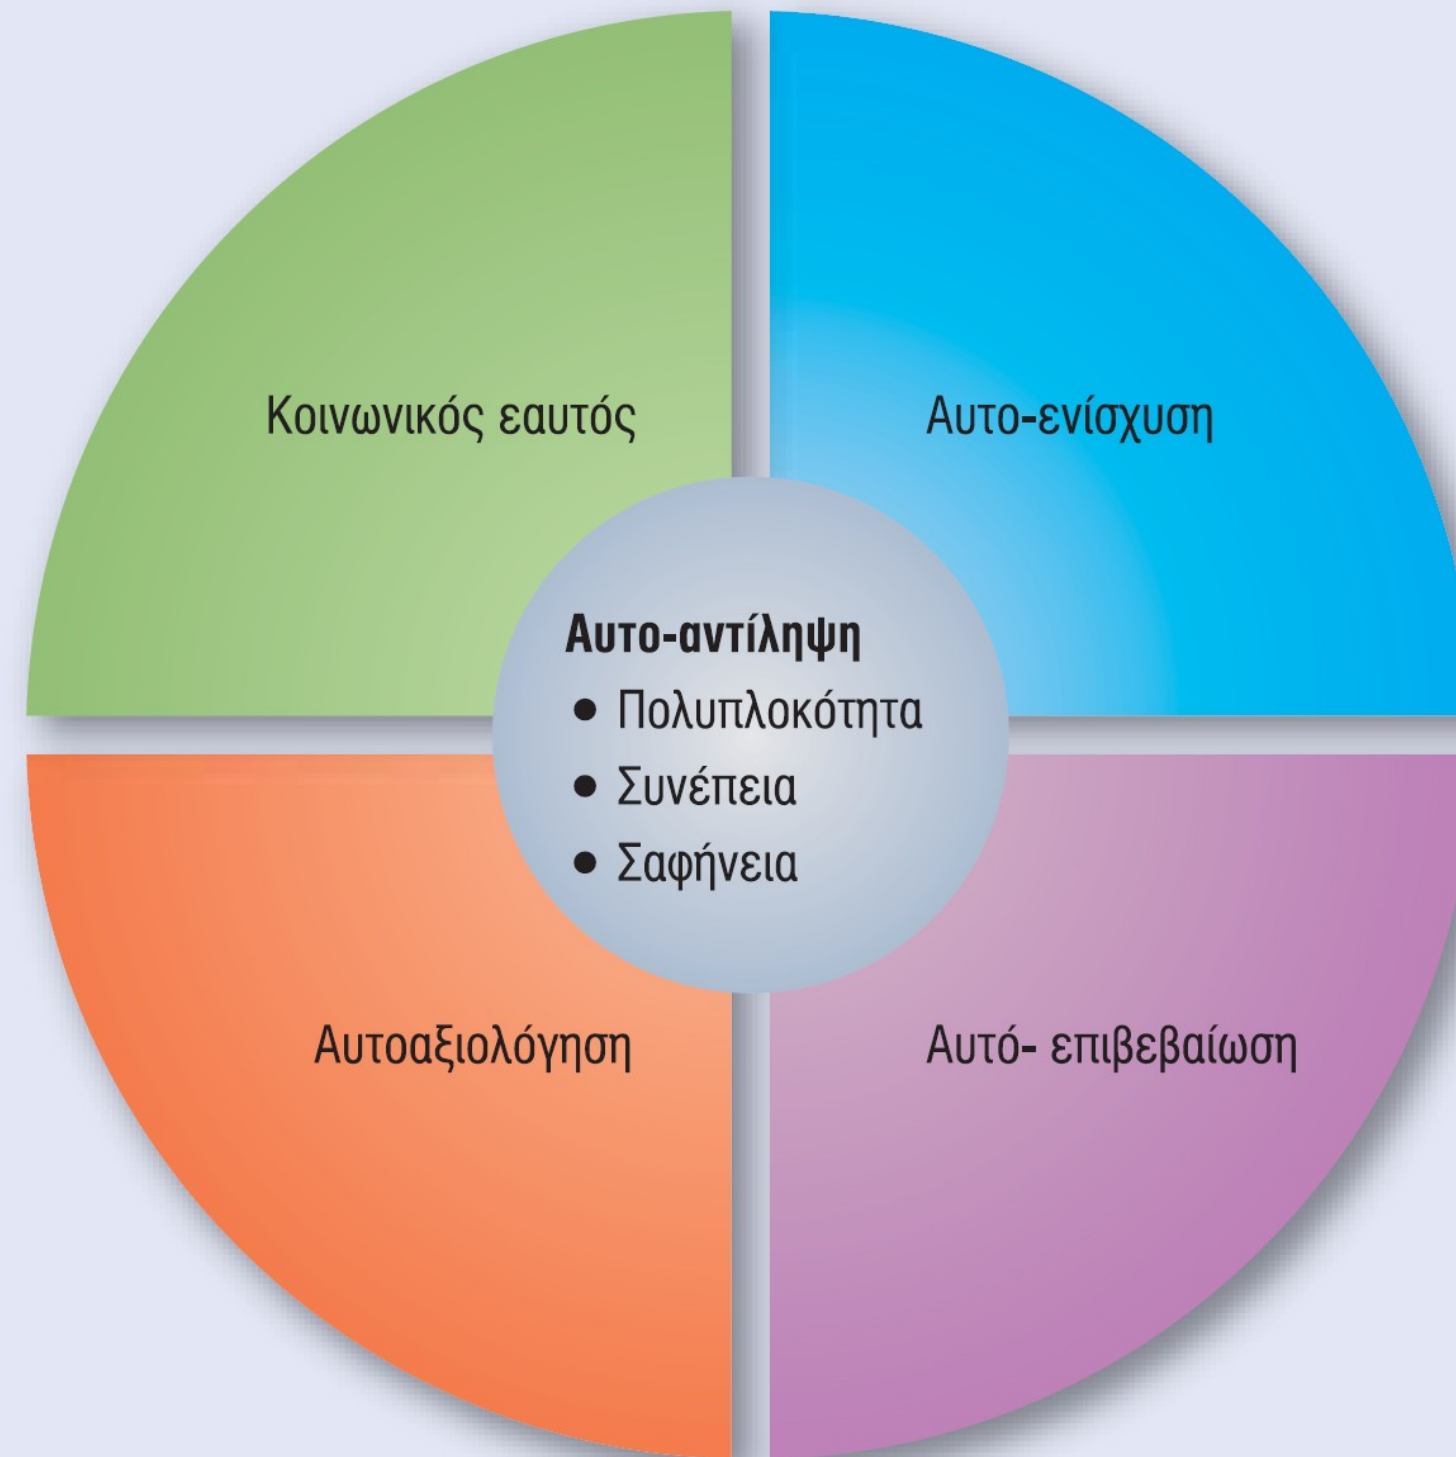 Κοινωνικός εαυτός
Αυτο-ενίσχυση
Αυτο-αντίληψη
• Πολυπλοκότητα
• Συνέπεια
• Σαφήνεια
Αυτοαξιολόγηση
Αυτό- επιβεβαίωση